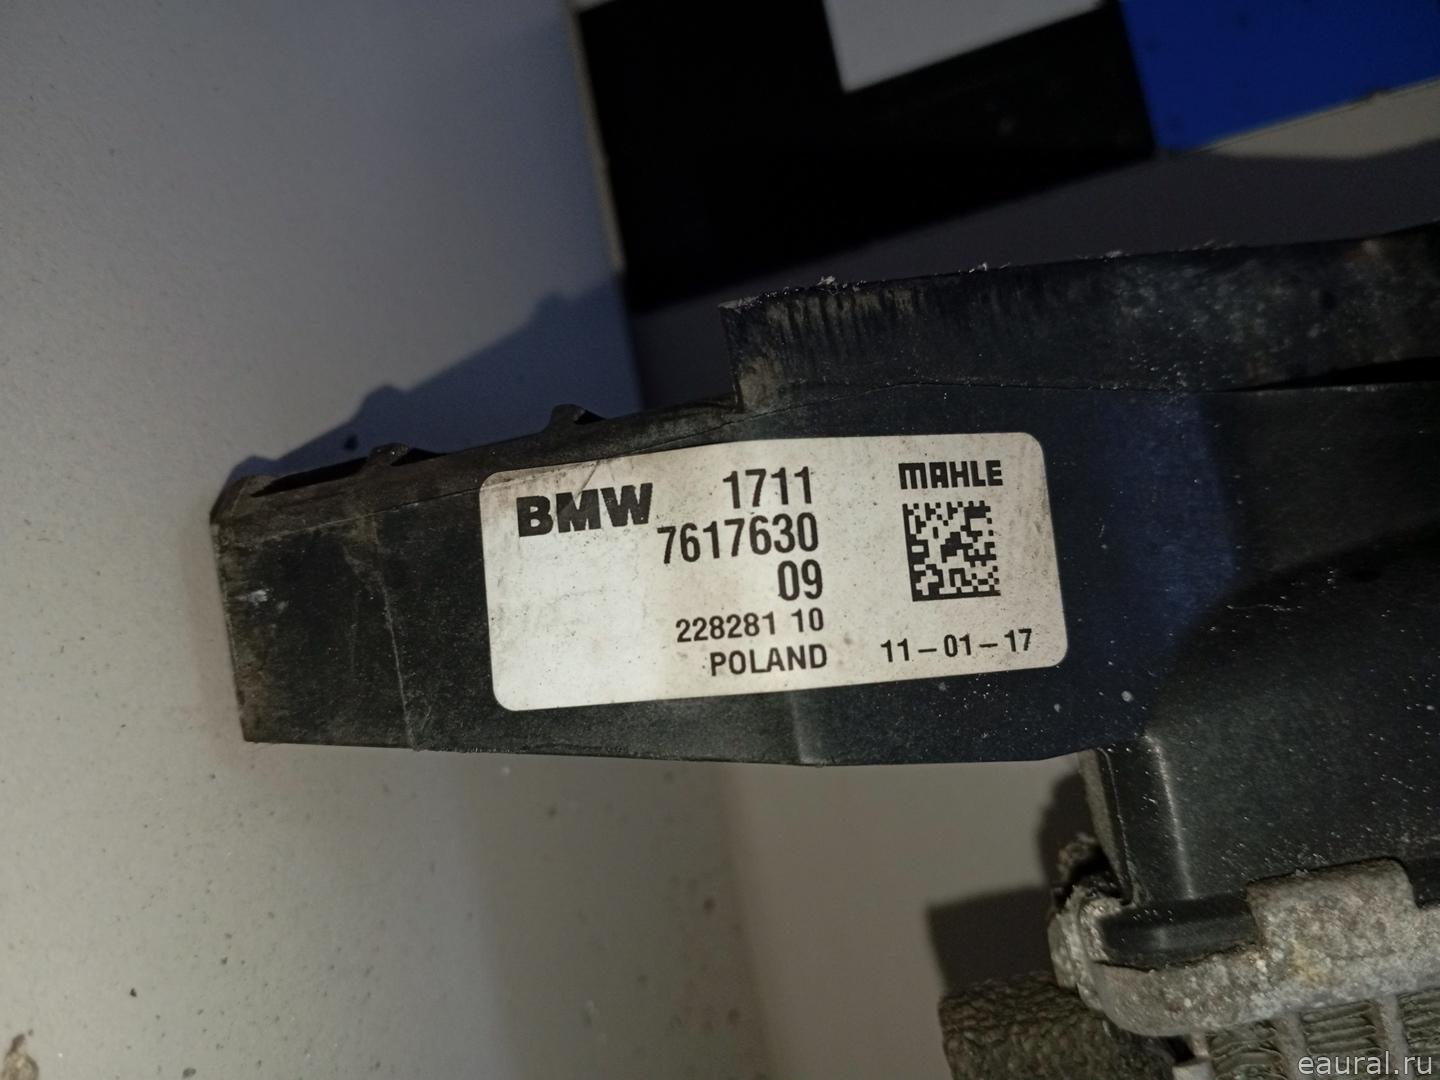 BMW 1711
7617630
09
228281 10
POLAND
MAHLE
11-01-17
eaural.ru